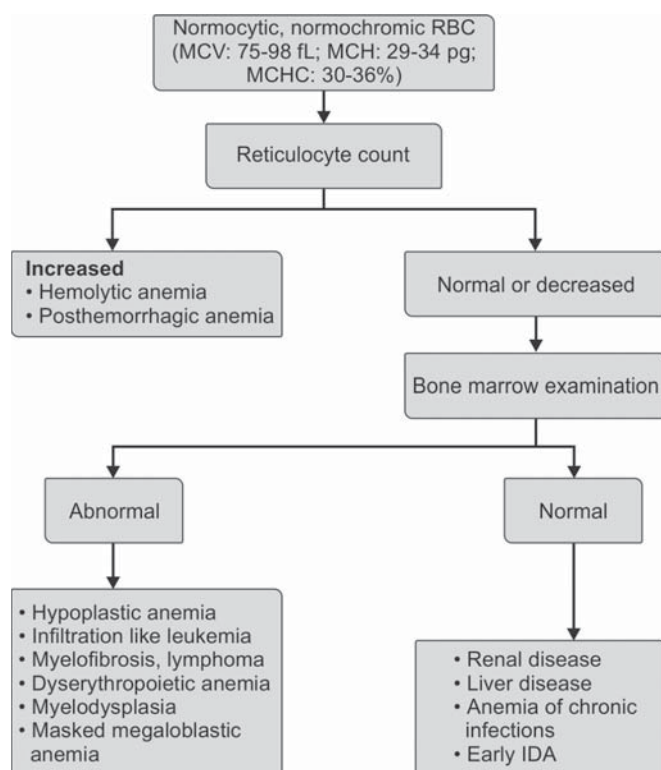 Normocytic, normochromic RBC
(MCV: 75-98 fL; MCH: 29-34 pg;
MCHC: 30-36%)
Reticulocyte count
Increased
• Hemolytic anemia
• Posthemorrhagic anemia
Normal or decreased
Bone marrow examination
Abnormal
Normal
• Hypoplastic anemia
• Infiltration like leukemia
• Myelofibrosis, lymphoma
• Dyserythropoietic anemia
• Myelodysplasia
• Masked megaloblastic
anemia
• Renal disease
• Liver disease
• Anemia of chronic
infections
• Early IDA